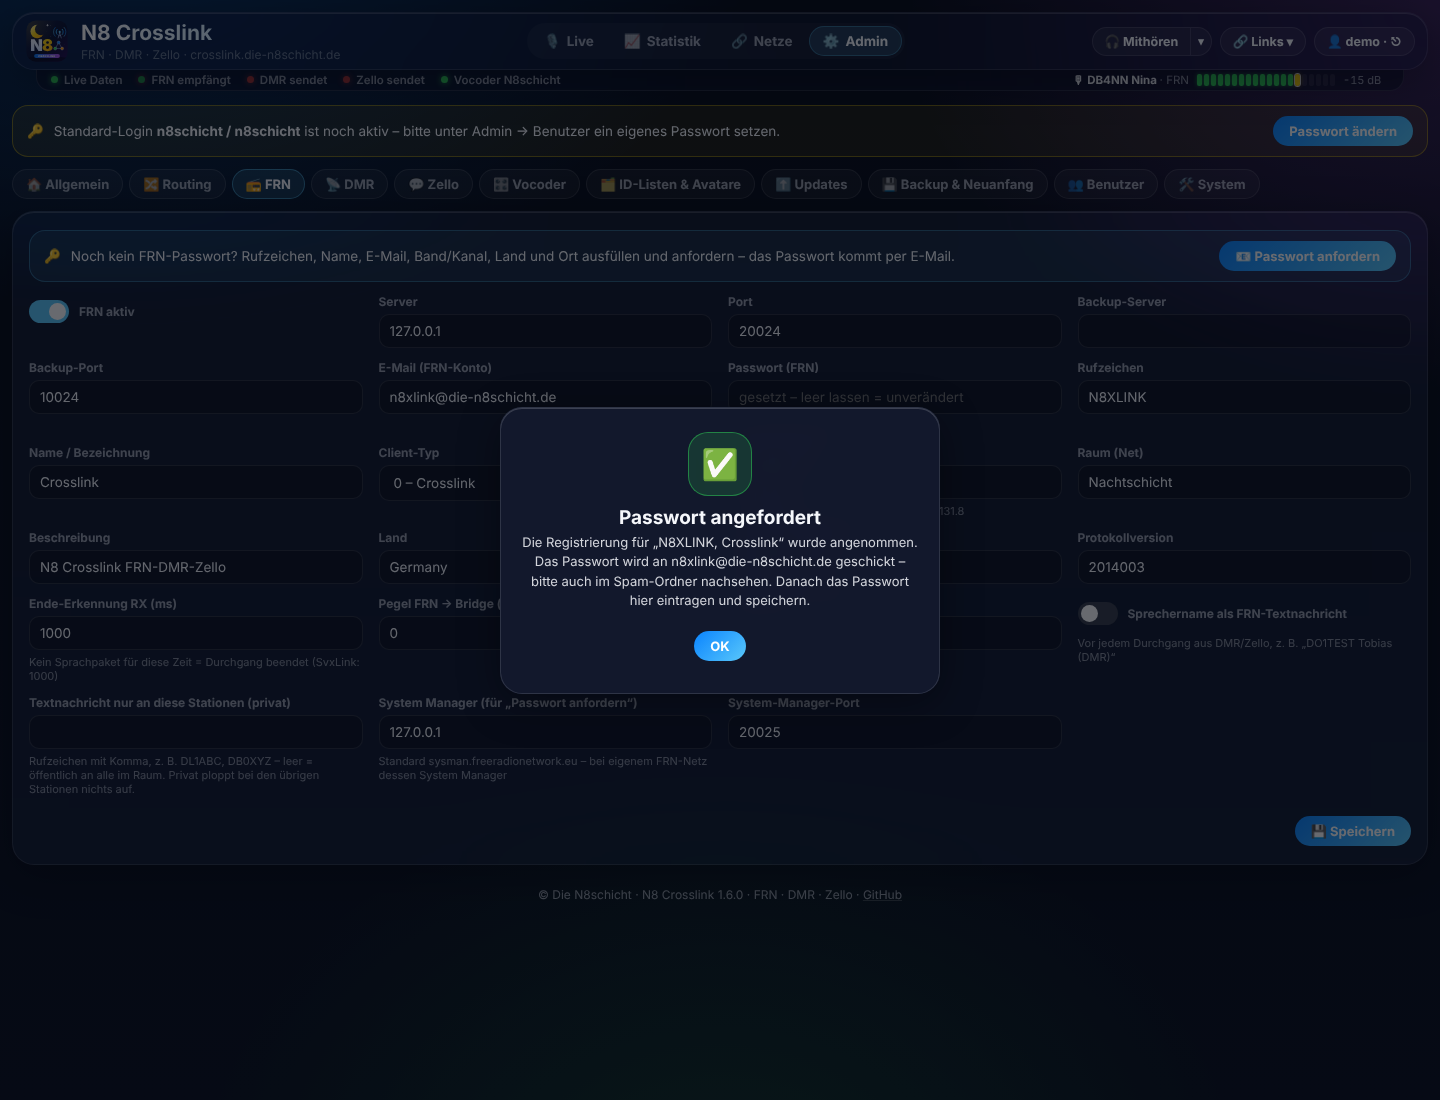 N8 Crosslink
FRN · DMR · Zello · crosslink.die-n8schicht.de
Live
Statistik
Netze
Admin
Mithören
Links
demo ·
Live Daten
FRN empfängt
DMR sendet
Zello sendet
Vocoder N8schicht
DB4NN Nina · FRN
-15 dB
Standard-Login n8schicht / n8schicht ist noch aktiv – bitte unter Admin → Benutzer ein eigenes Passwort setzen.
Passwort ändern
Allgemein
Routing
FRN
DMR
Zello
Vocoder
ID-Listen & Avatare
Updates
Backup & Neuanfang
Benutzer
System
Noch kein FRN-Passwort? Rufzeichen, Name, E-Mail, Band/Kanal, Land und Ort ausfüllen und anfordern – das Passwort kommt per E-Mail.
Passwort anfordern
FRN aktiv
Server
127.0.0.1
Port
20024
Backup-Server
Backup-Port
10024
E-Mail (FRN-Konto)
n8xlink@die-n8schicht.de
Passwort (FRN)
gesetzt – leer lassen = unverändert
Rufzeichen
N8XLINK
Name / Bezeichnung
Crosslink
Client-Typ
0 – Crosslink
131.8
Raum (Net)
Nachtschicht
Beschreibung
N8 Crosslink FRN-DMR-Zello
Land
Germany
Protokollversion
2014003
Ende-Erkennung RX (ms)
1000
Kein Sprachpaket für diese Zeit = Durchgang beendet (SvxLink:
1000)
Pegel FRN → Bridge (
0
Sprechername als FRN-Textnachricht
Vor jedem Durchgang aus DMR/Zello, z. B. „DO1TEST Tobias
(DMR)“
Textnachricht nur an diese Stationen (privat)
Rufzeichen mit Komma, z. B. DL1ABC, DB0XYZ – leer =
öffentlich an alle im Raum. Privat ploppt bei den übrigen
Stationen nichts auf.
System Manager (für „Passwort anfordern“)
127.0.0.1
Standard sysman.freeradionetwork.eu – bei eigenem FRN-Netz
dessen System Manager
System-Manager-Port
20025
Passwort angefordert
Die Registrierung für „N8XLINK, Crosslink“ wurde angenommen.
Das Passwort wird an n8xlink@die-n8schicht.de geschickt –
bitte auch im Spam-Ordner nachsehen. Danach das Passwort
hier eintragen und speichern.
OK
Speichern
© Die N8schicht · N8 Crosslink 1.6.0 · FRN · DMR · Zello · GitHub